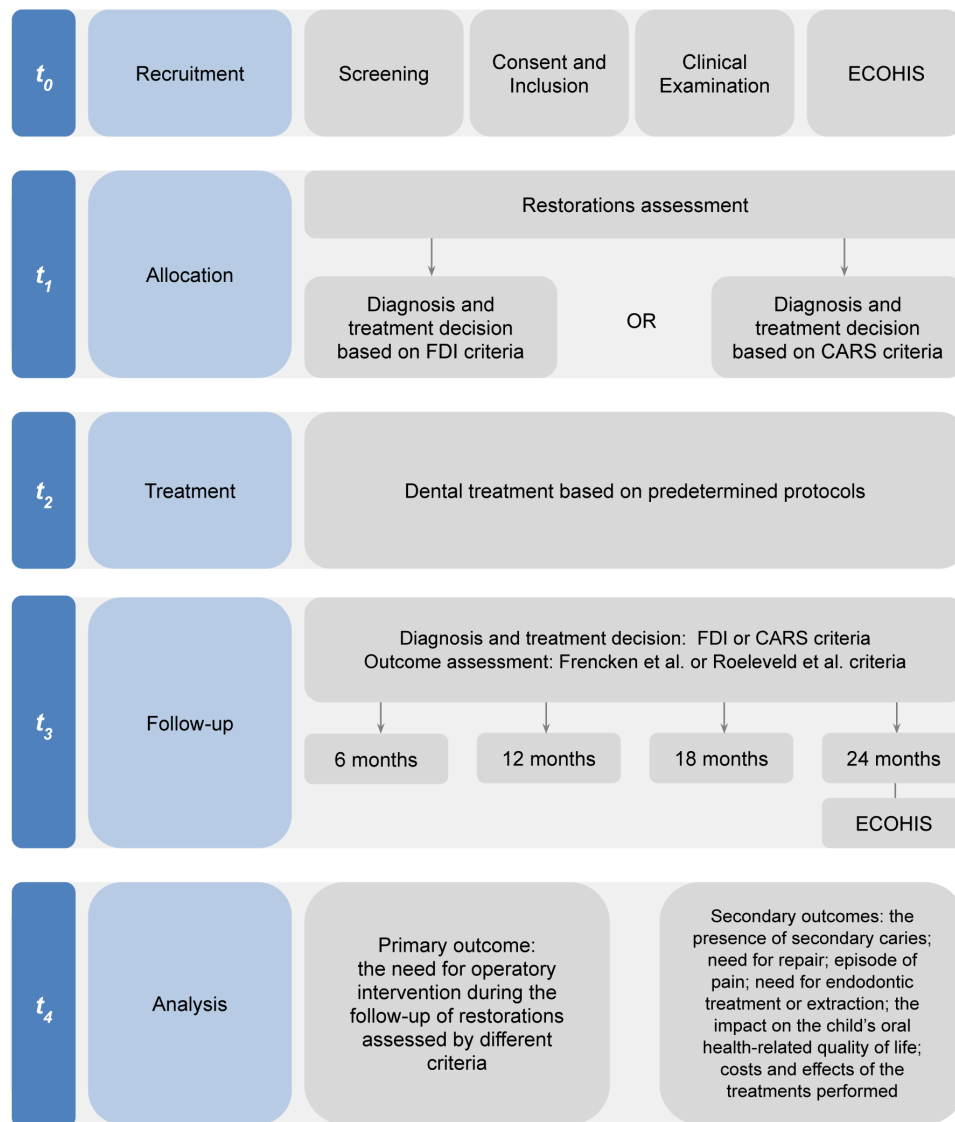 t0
Recruitment
Screening
Consent and
Inclusion
Clinical
Examination
ECOHIS
t1
Allocation
Restorations assessment
Diagnosis and
treatment decision
based on FDI criteria
OR
Diagnosis and
treatment decision
based on CARS criteria
t2
Treatment
Dental treatment based on predetermined protocols
t3
Follow-up
Diagnosis and treatment decision: FDI or CARS criteria
Outcome assessment: Frencken et al. or Roeleveld et al. criteria
6 months
12 months
18 months
24 months
ECOHIS
t4
Analysis
Primary outcome:
the need for operatory
intervention during the
follow-up of restorations
assessed by different
criteria
Secondary outcomes: the
presence of secondary caries;
need for repair; episode of
pain; need for endodontic
treatment or extraction; the
impact on the child's oral
health-related quality of life;
costs and effects of the
treatments performed